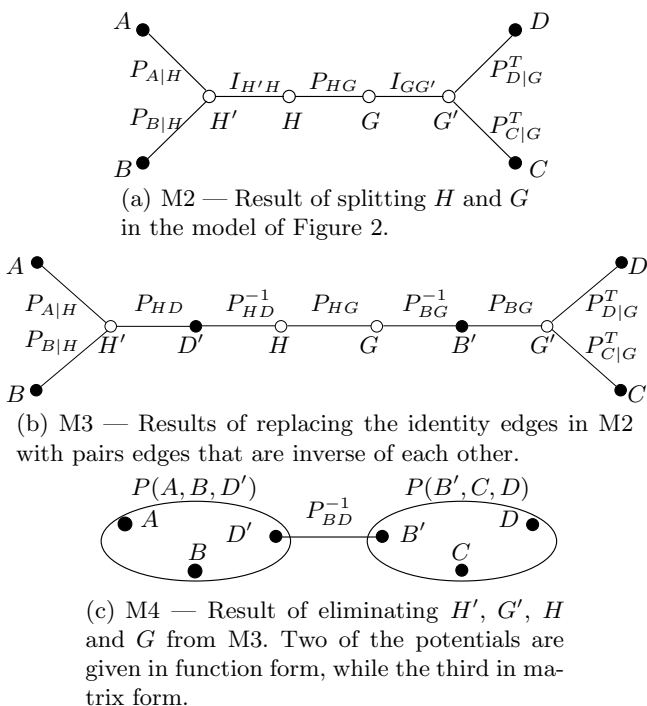 A D
P_{A|H} P^T_{D|G}
I_{H'H} P_{HG} I_{GG'}
P_{B|H} H' H G G' P^T_{C|G}
B C
(a) M2 — Result of splitting H and G
in the model of Figure 2.
A D
P_{A|H} P_{HD} P^{-1}_{HD} P_{HG} P^{-1}_{BG} P_{BG} P^T_{D|G}
P_{B|H} H' D' H G B' G' P^T_{C|G}
B C
(b) M3 — Results of replacing the identity edges in M2
with pairs edges that are inverse of each other.
P(A, B, D') P(B', C, D)
P^{-1}_{BD}
A D
D' B'
B C
(c) M4 — Result of eliminating H', G', H
and G from M3. Two of the potentials are
given in function form, while the third in ma-
trix form.